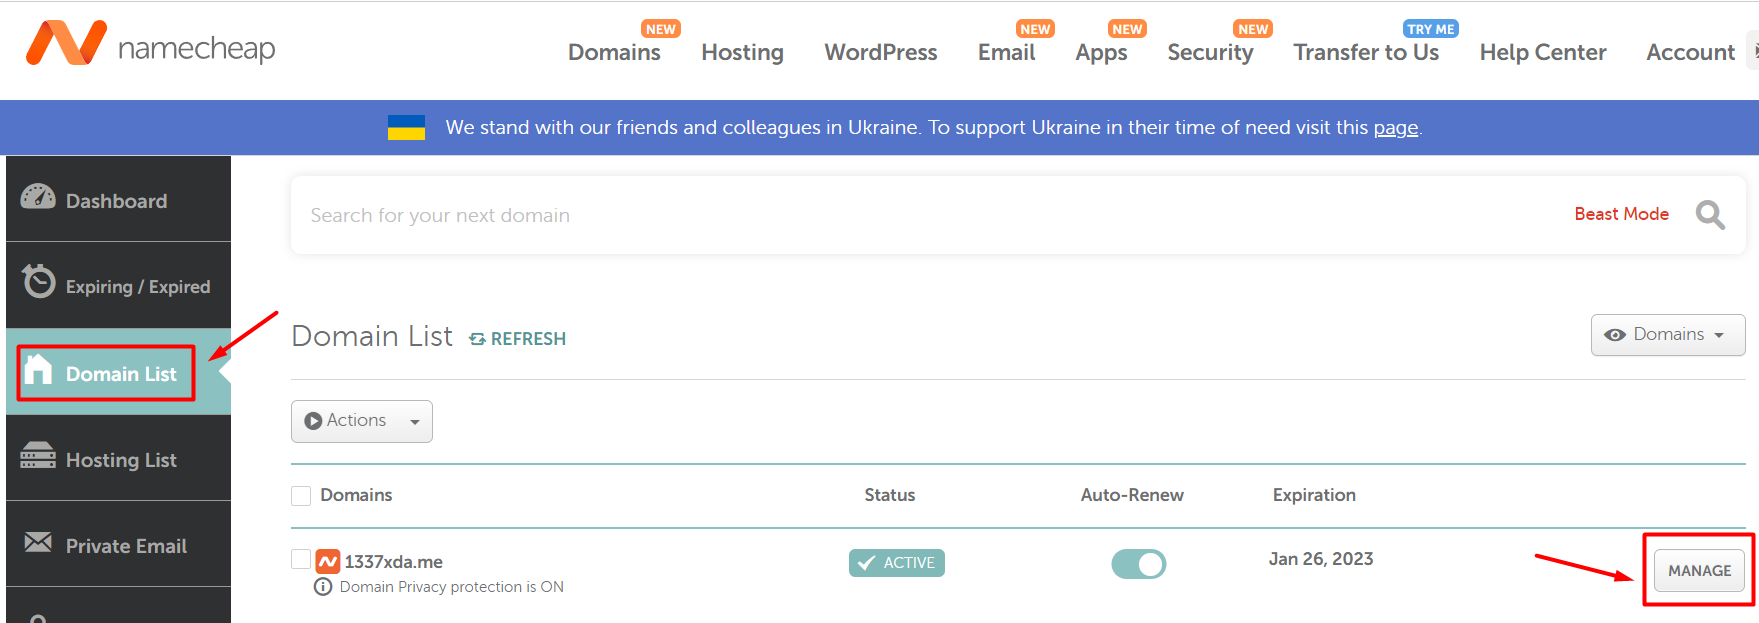 namecheap
NEW NEW NEW NEW TRY ME
Domains Hosting WordPress Email Apps Security Transfer to Us Help Center Account
We stand with our friends and colleagues in Ukraine. To support Ukraine in their time of need visit this page.
Dashboard
Expiring / Expired
Domain List
Hosting List
Private Email
Search for your next domain Beast Mode
Domain List REFRESH Domains
Actions
Domains Status Auto-Renew Expiration
1337xda.me ACTIVE Jan 26, 2023 MANAGE
Domain Privacy protection is ON